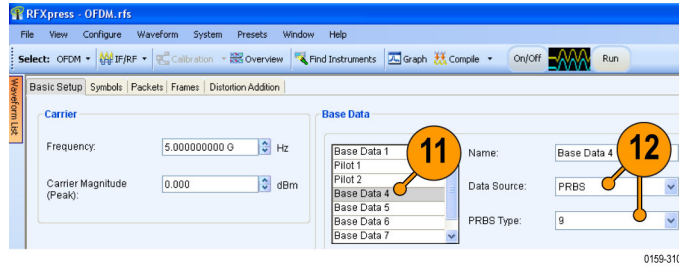 RFXpress - OFDM.rfs
File View Configure Waveform System Presets Window Help
Select: OFDM IF/RF Calibration Overview Find Instruments Graph Compile On/Off Run
Waveform List
Basic Setup Symbols Packets Frames Distortion Addition
Carrier
Frequency: 5.000000000 G Hz
Carrier Magnitude (Peak): 0.000 dBm
Base Data
Base Data 1
Pilot 1
Pilot 2
Base Data 4
Base Data 5
Base Data 6
Base Data 7
11
Name: Base Data 4
12
Data Source: PRBS
PRBS Type: 9
0159-310